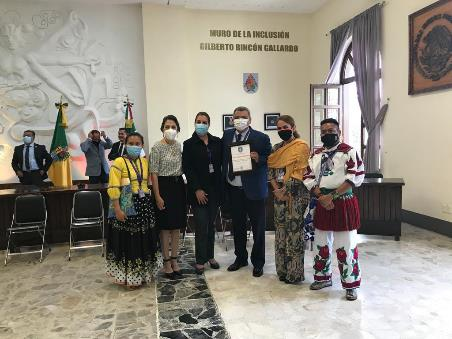 MURO DE LA INCLUSIÓN
GILBERTO RINCÓN GALLARDO